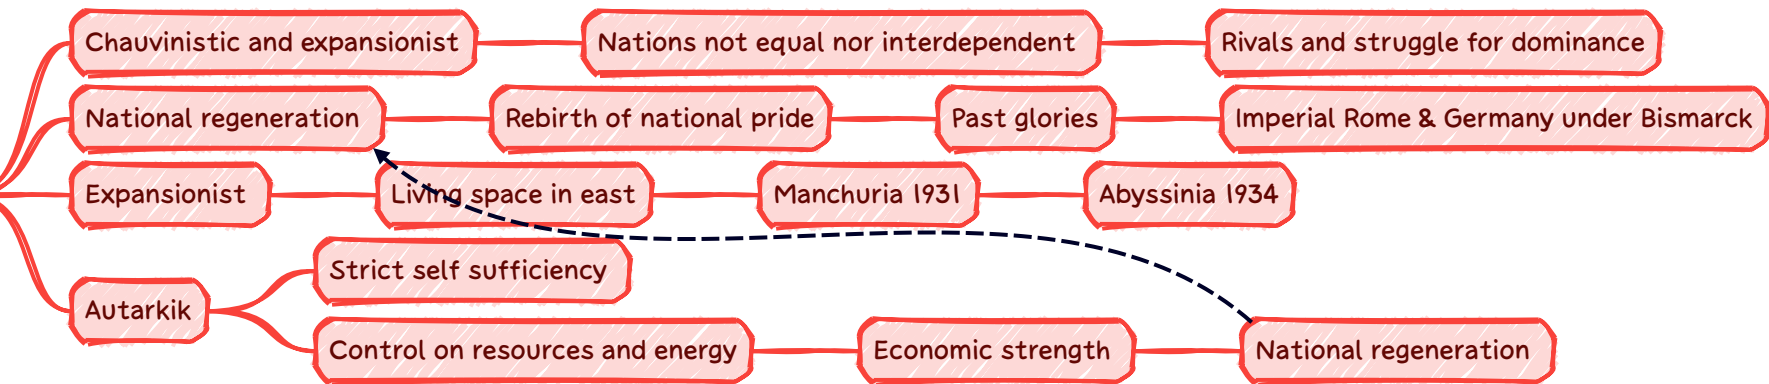 Chauvinistic and expansionist
Nations not equal nor interdependent
Rivals and struggle for dominance
National regeneration
Rebirth of national pride
Past glories
Imperial Rome & Germany under Bismarck
Expansionist
Living space in east
Manchuria 1931
Abyssinia 1934
Autarkik
Strict self sufficiency
Control on resources and energy
Economic strength
National regeneration